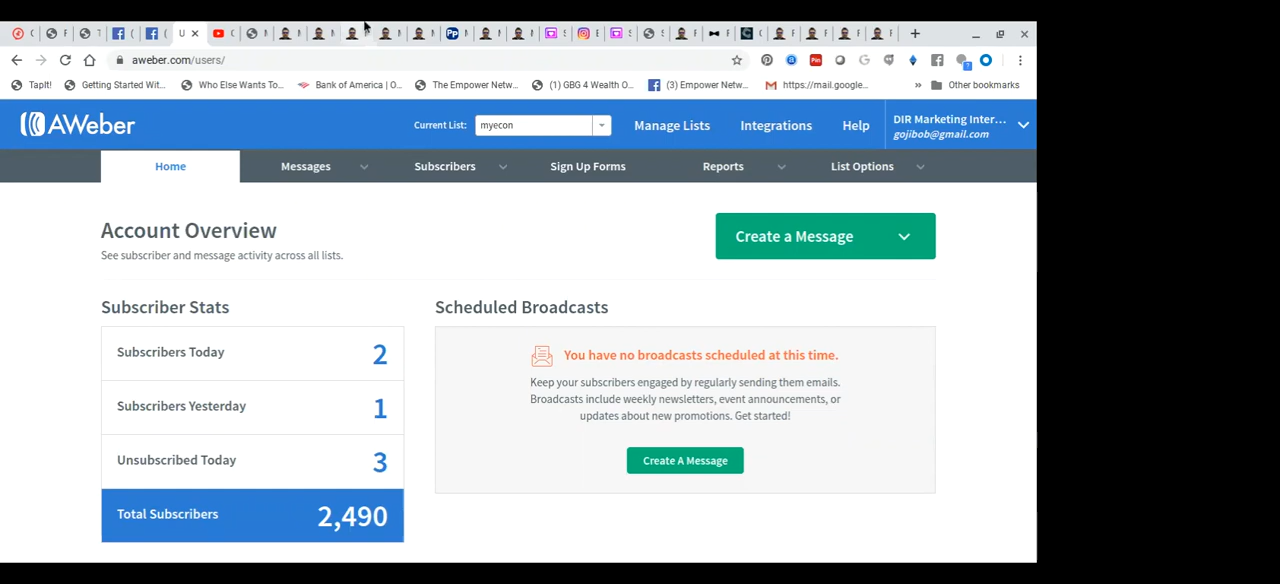 aweber.com/users/
TapIt! Getting Started Wit... Who Else Wants To... Bank of America | O... The Empower Netw... (1) GBG 4 Wealth O... (3) Empower Netw... https://mail.google... » Other bookmarks
AWeber Current List: myecon Manage Lists Integrations Help DIR Marketing Inter...
gojibob@gmail.com
Home Messages Subscribers Sign Up Forms Reports List Options
Account Overview
Create a Message
See subscriber and message activity across all lists.
Subscriber Stats
Subscribers Today 2
Subscribers Yesterday 1
Unsubscribed Today 3
Total Subscribers 2,490
Scheduled Broadcasts
You have no broadcasts scheduled at this time.
Keep your subscribers engaged by regularly sending them emails.
Broadcasts include weekly newsletters, event announcements, or
updates about new promotions. Get started!
Create A Message